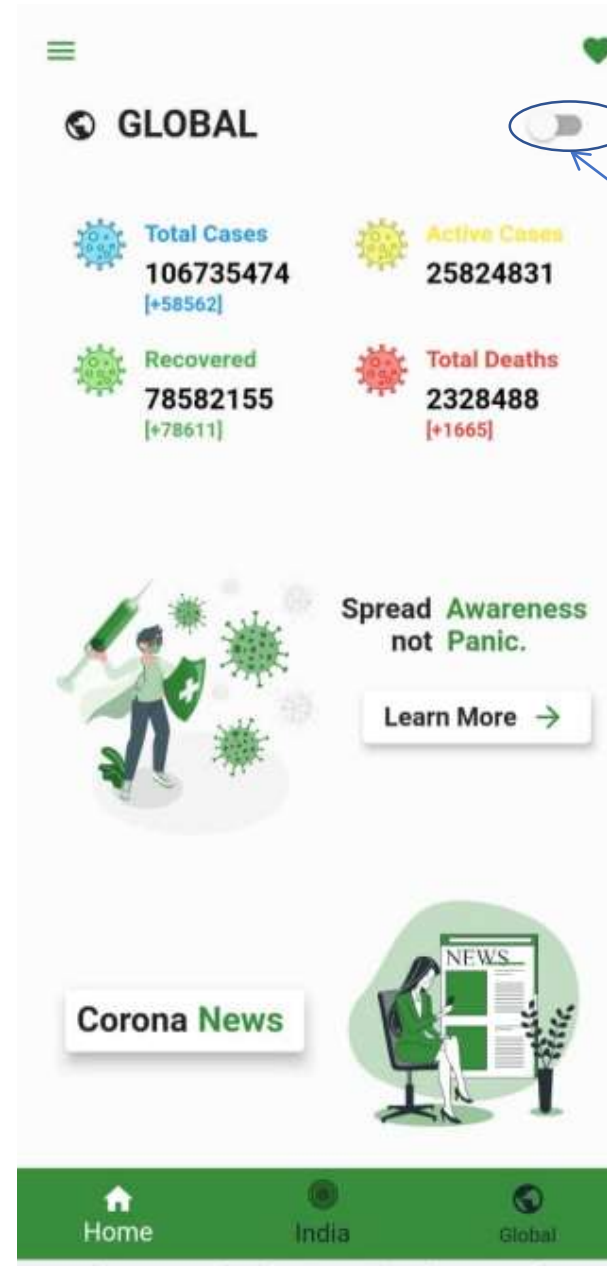 GLOBAL
Total Cases
106735474
[+58562]
Active Cases
25824831
Recovered
78582155
[+78611]
Total Deaths
2328488
[+1665]
Spread Awareness
not Panic.
Learn More →
NEWS
Corona News
Home
India
Global